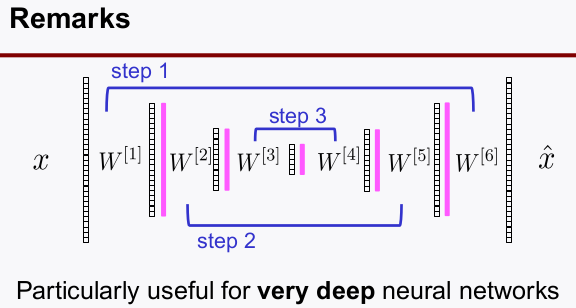 Remarks
step 1
step 3
x W^[1] W^[2] W^[3] W^[4] W^[5] W^[6] x̂
step 2
Particularly useful for very deep neural networks